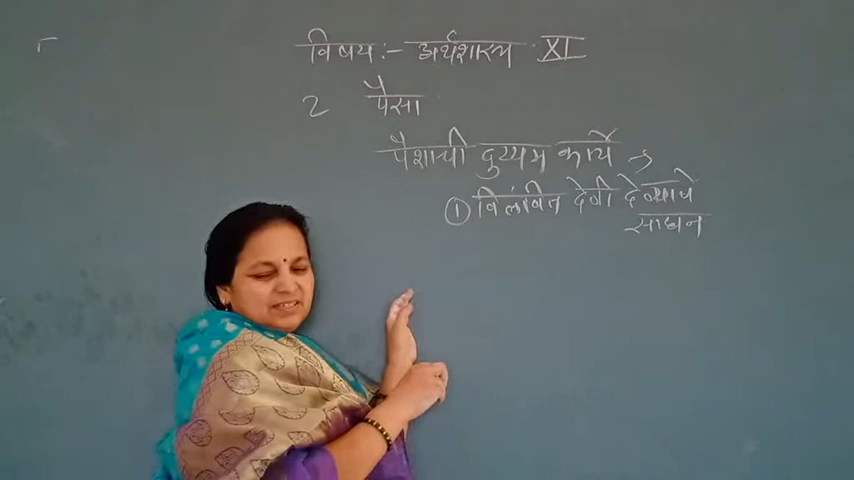 विषय :- अर्थशास्त्र XI
2 पैसा
पैशाची दुय्यम कार्ये →
① विलंबित देणी देण्याचे
साधन